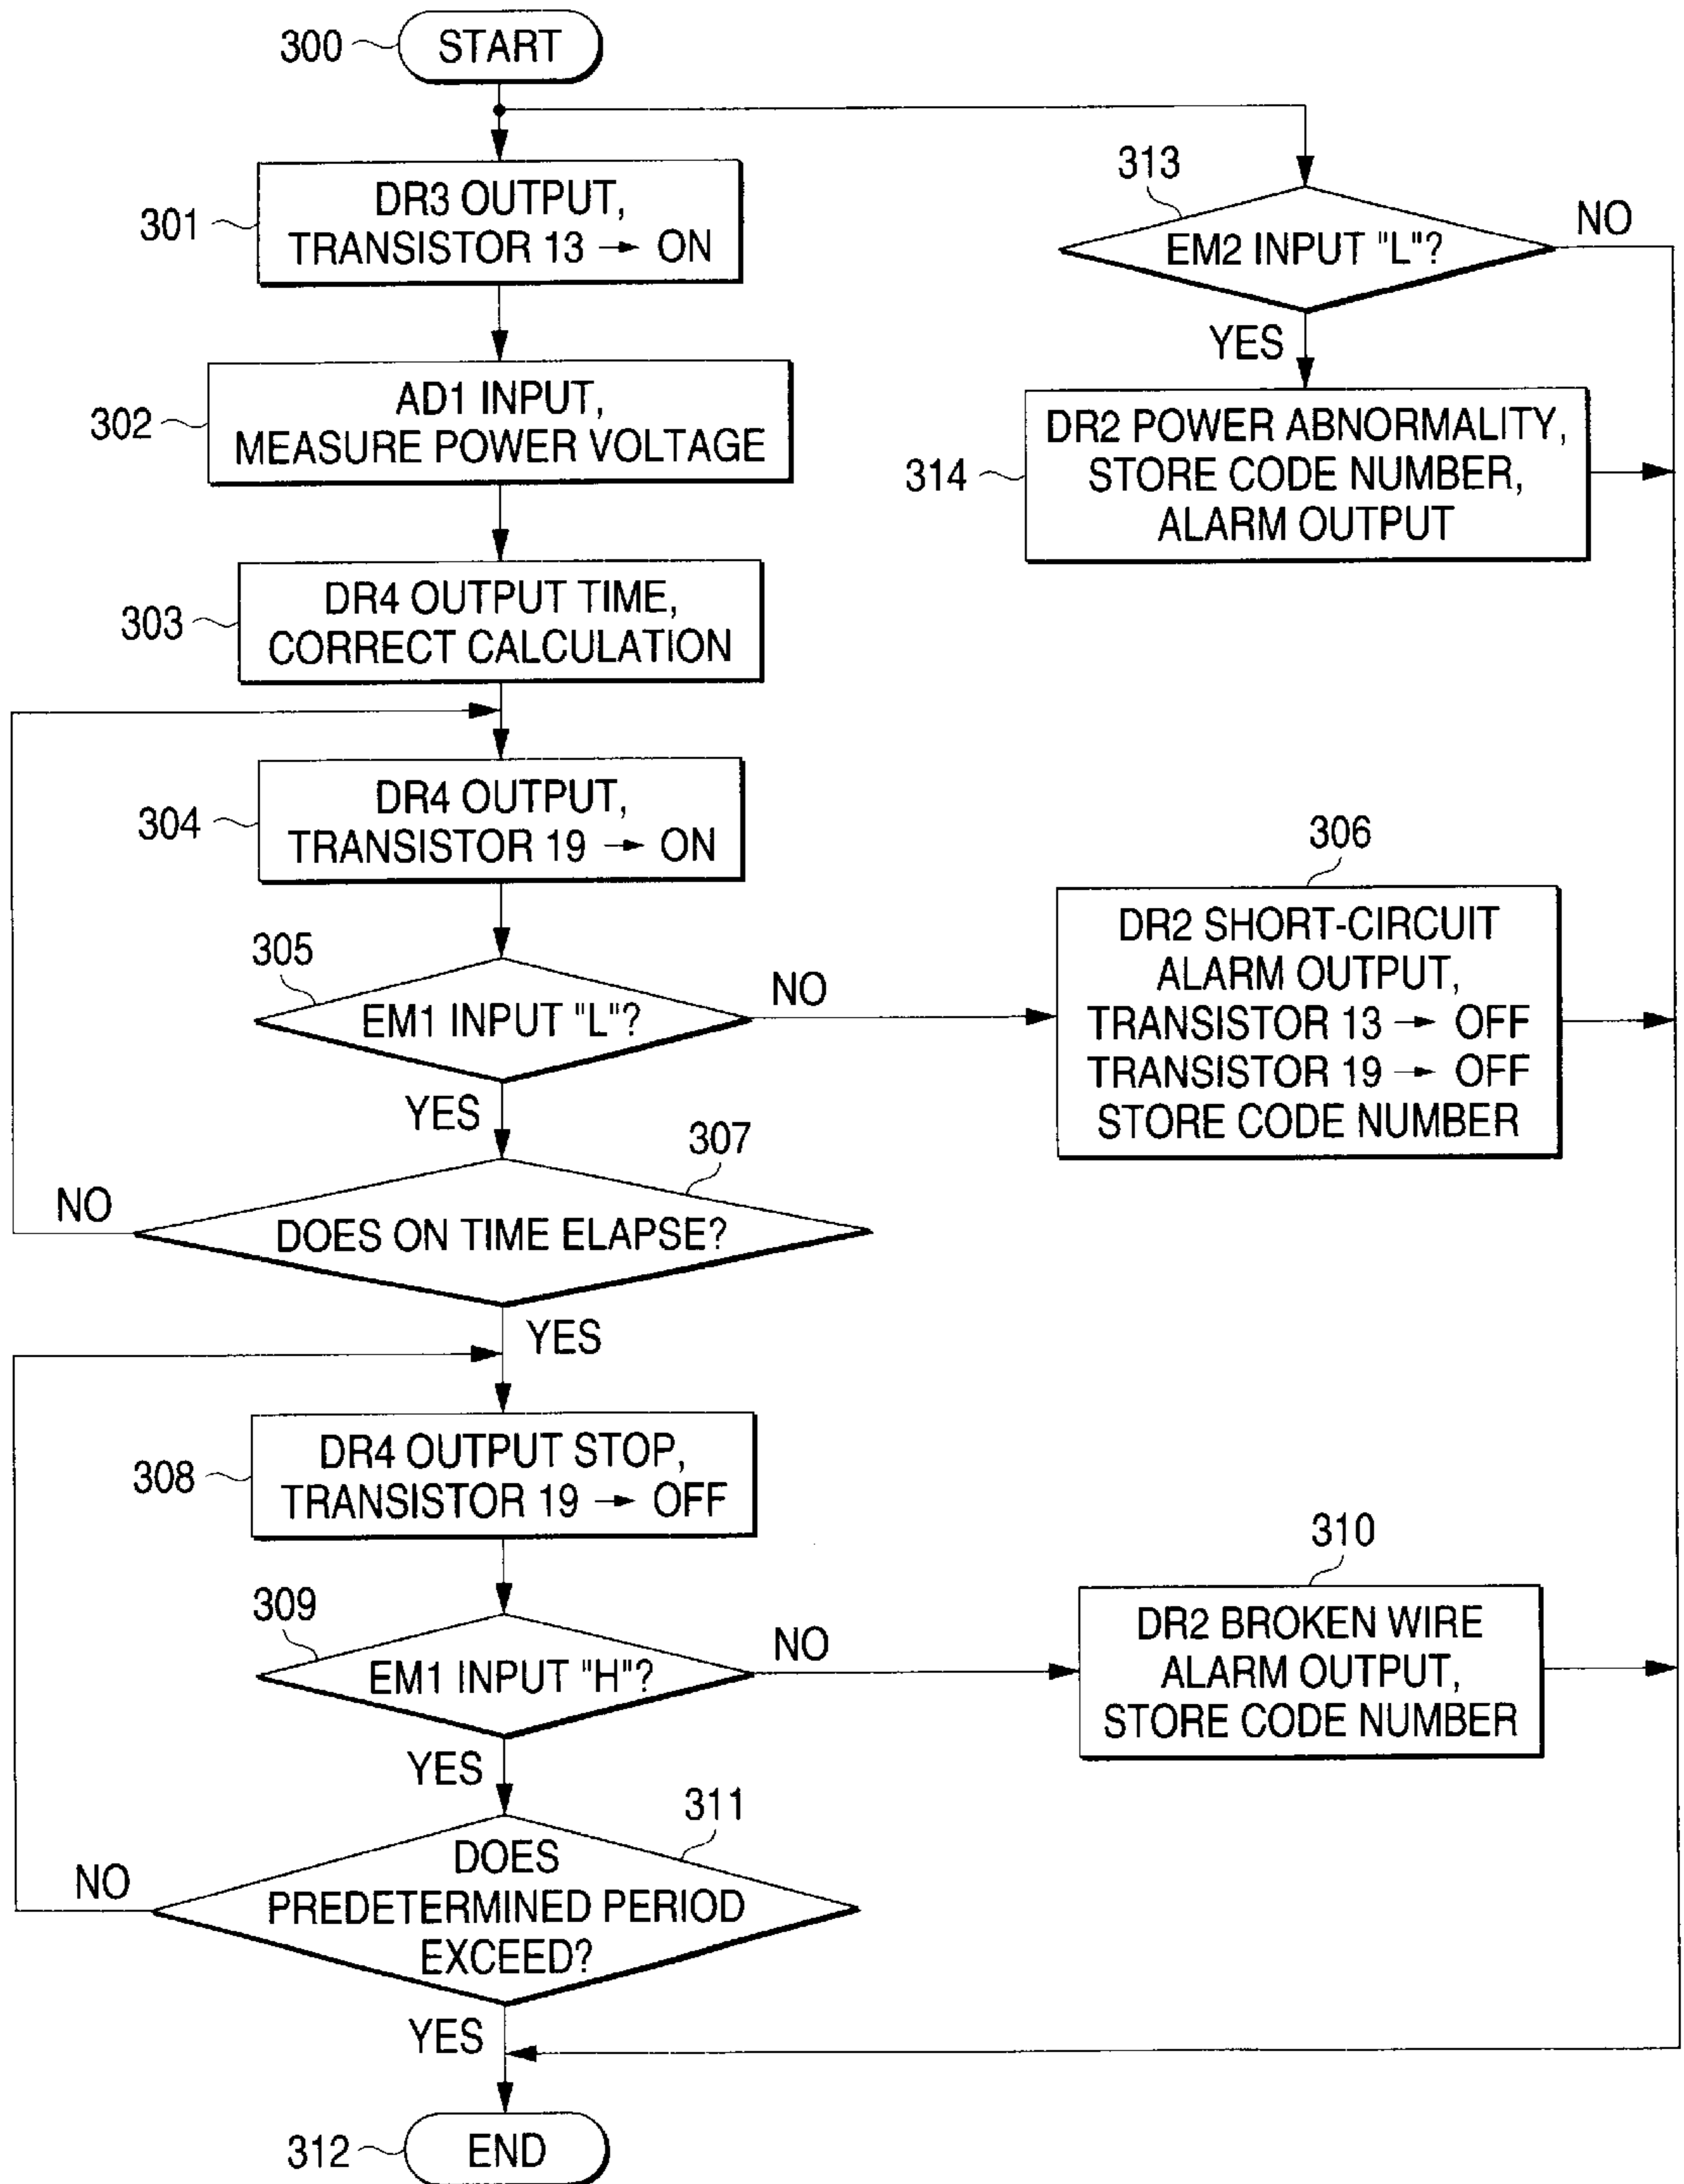 300
START
301
DR3 OUTPUT,
TRANSISTOR 13 → ON
313
EM2 INPUT "L"?
NO
YES
302
AD1 INPUT,
MEASURE POWER VOLTAGE
314
DR2 POWER ABNORMALITY,
STORE CODE NUMBER,
ALARM OUTPUT
303
DR4 OUTPUT TIME,
CORRECT CALCULATION
304
DR4 OUTPUT,
TRANSISTOR 19 → ON
305
EM1 INPUT "L"?
NO
YES
306
DR2 SHORT-CIRCUIT
ALARM OUTPUT,
TRANSISTOR 13 → OFF
TRANSISTOR 19 → OFF
STORE CODE NUMBER
307
NO
DOES ON TIME ELAPSE?
YES
308
DR4 OUTPUT STOP,
TRANSISTOR 19 → OFF
309
EM1 INPUT "H"?
NO
YES
310
DR2 BROKEN WIRE
ALARM OUTPUT,
STORE CODE NUMBER
311
NO
DOES
PREDETERMINED PERIOD
EXCEED?
YES
312
END